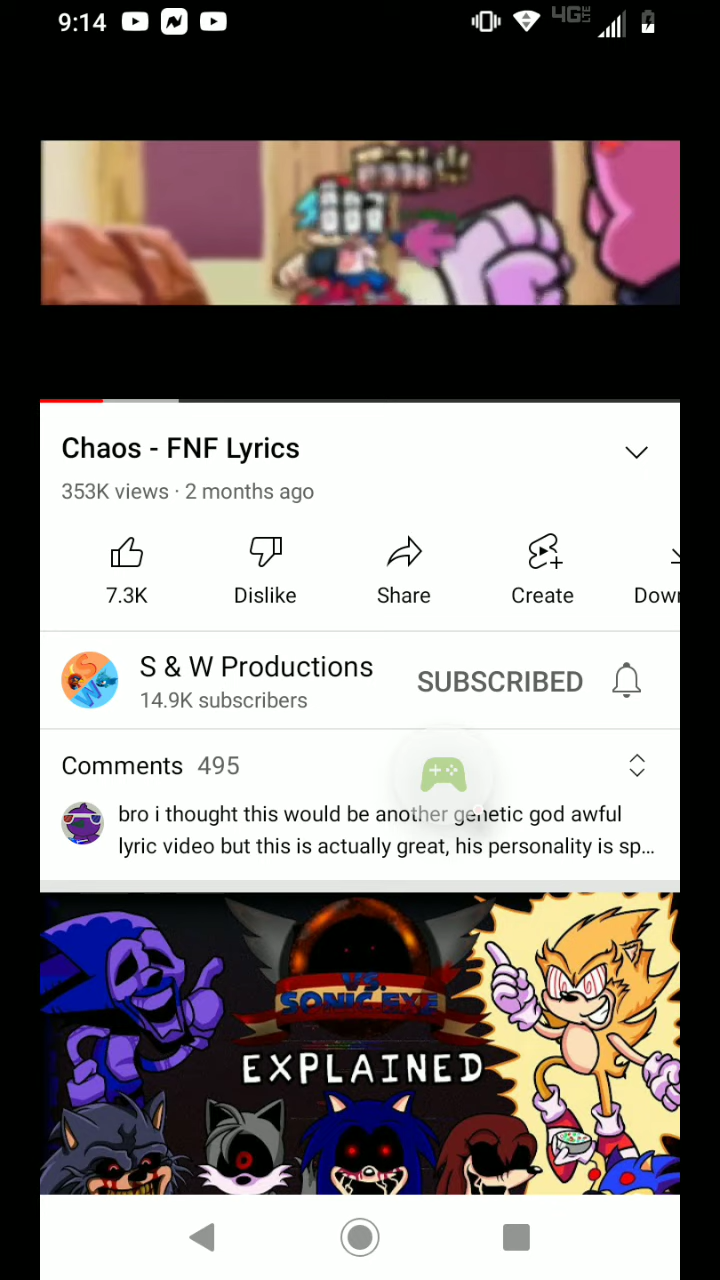 9:14
4G LTE
Chaos - FNF Lyrics
353K views · 2 months ago
7.3K
Dislike
Share
Create
Dow
S & W Productions
14.9K subscribers
SUBSCRIBED
Comments 495
bro i thought this would be another genetic god awful
lyric video but this is actually great, his personality is sp...
VS.
SONIC.EXE
EXPLAINED